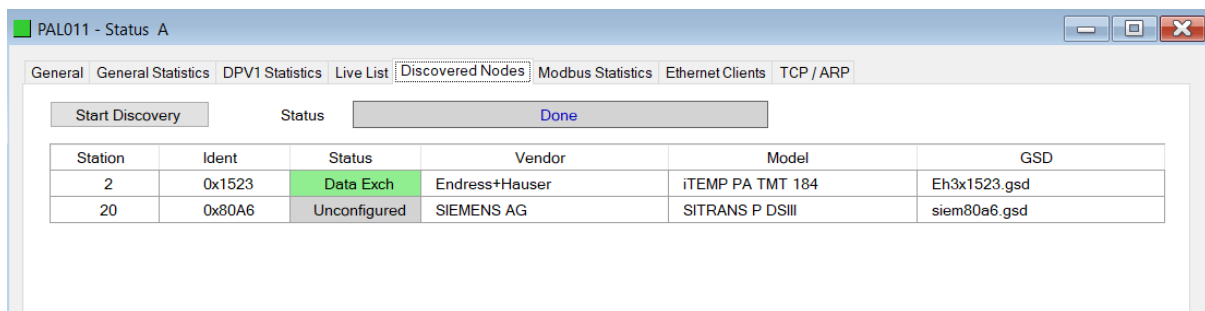 PAL011 - Status A
General General Statistics DPV1 Statistics Live List Discovered Nodes Modbus Statistics Ethernet Clients TCP / ARP
Start Discovery Status Done
Station Ident Status Vendor Model GSD
2 0x1523 Data Exch Endress+Hauser iTEMP PA TMT 184 Eh3x1523.gsd
20 0x80A6 Unconfigured SIEMENS AG SITRANS P DSIII siem80a6.gsd